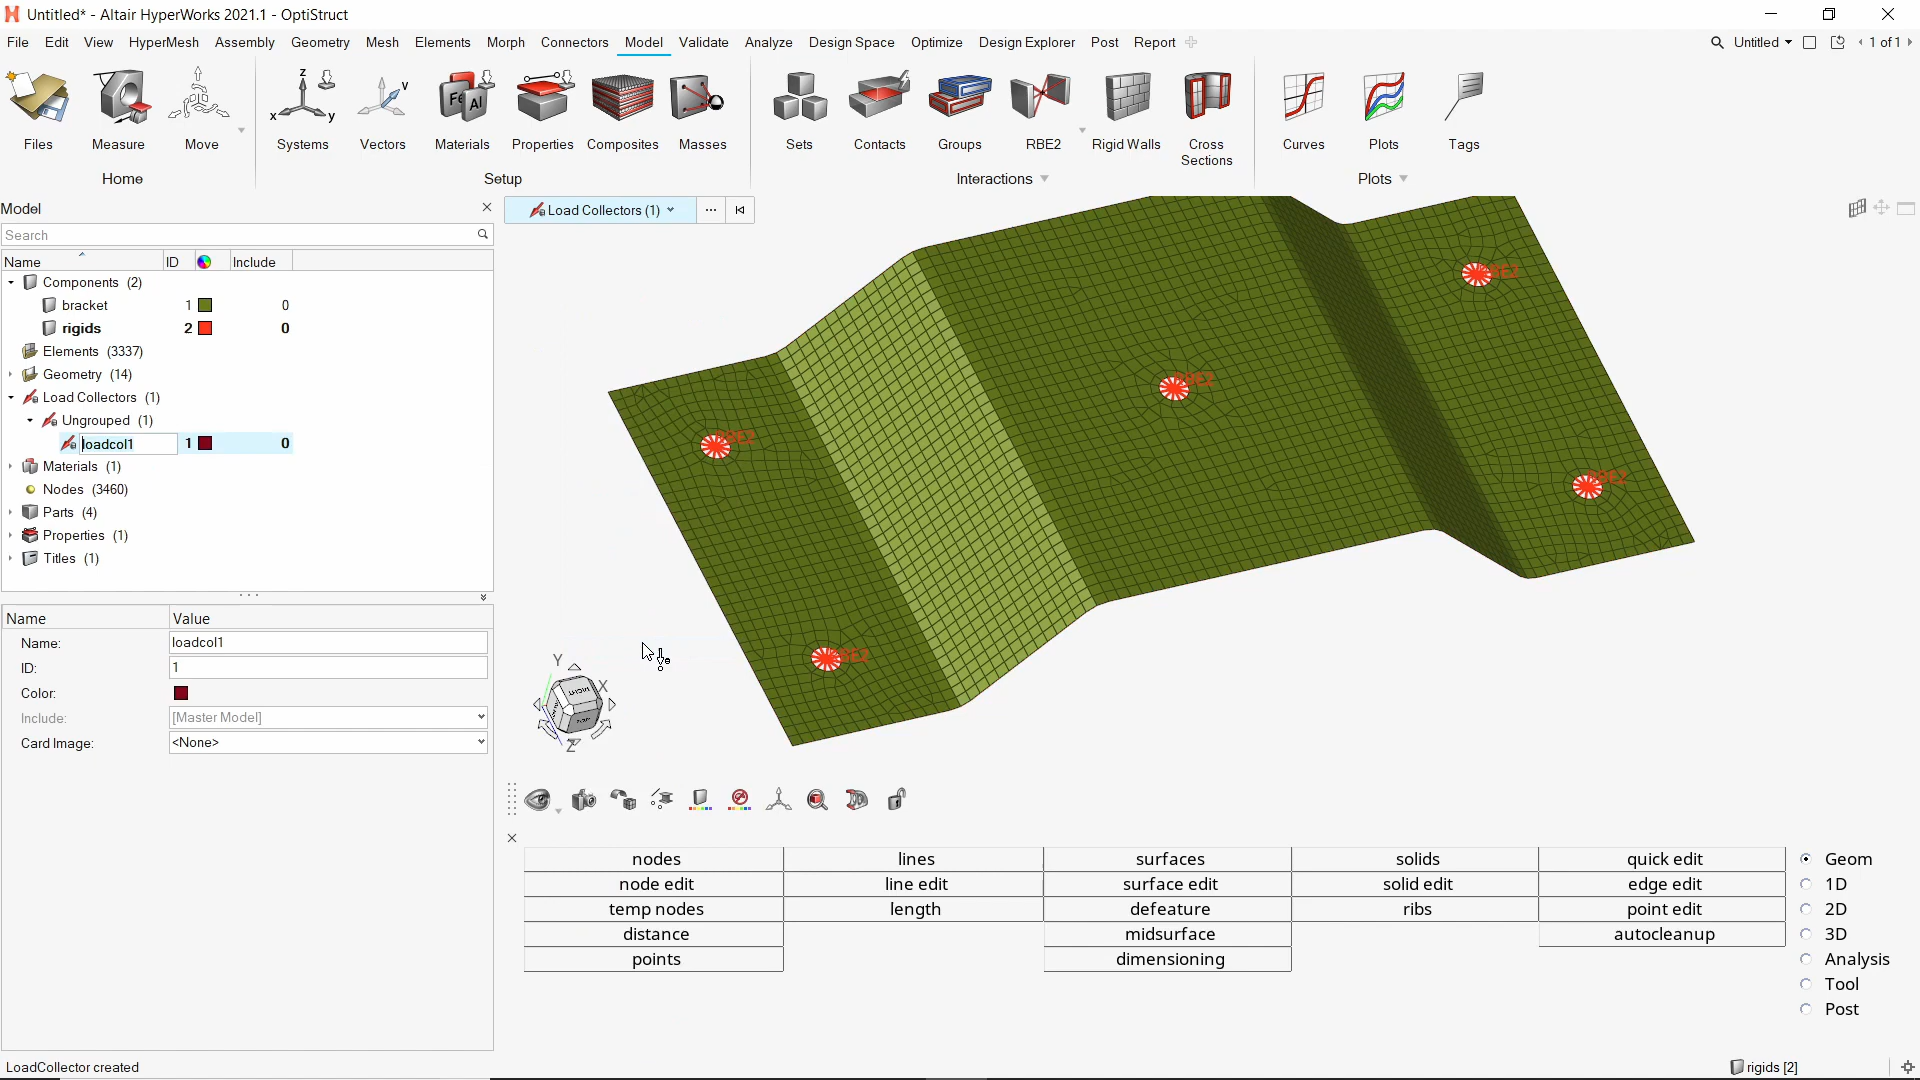 Untitled* - Altair HyperWorks 2021.1 - OptiStruct
File Edit View HyperMesh Assembly Geometry Mesh Elements Morph Connectors Model Validate Analyze Design Space Optimize Design Explorer Post Report Untitled 1 of 1
Files Measure Move Systems Vectors Materials Properties Composites Masses Sets Contacts Groups RBE2 Rigid Walls Cross Sections Curves Plots Tags
Home Setup Interactions Plots
Model
Load Collectors (1) ...
Search
Name ID Include
Components (2)
bracket 1 0
rigids 2 0
Elements (3337)
Geometry (14)
Load Collectors (1)
Ungrouped (1)
loadcol1 1 0
Materials (1)
Nodes (3460)
Parts (4)
Properties (1)
Titles (1)
RBE2
RBE2
RBE2
RBE2
RBE2
Name Value
Name: loadcol1
ID: 1
Color:
Include: [Master Model]
Card Image: <None>
Y
X
Z
nodes lines surfaces solids quick edit Geom
node edit line edit surface edit solid edit edge edit 1D
temp nodes length defeature ribs point edit 2D
distance midsurface autocleanup 3D
points dimensioning Analysis
Tool
Post
LoadCollector created rigids [2]